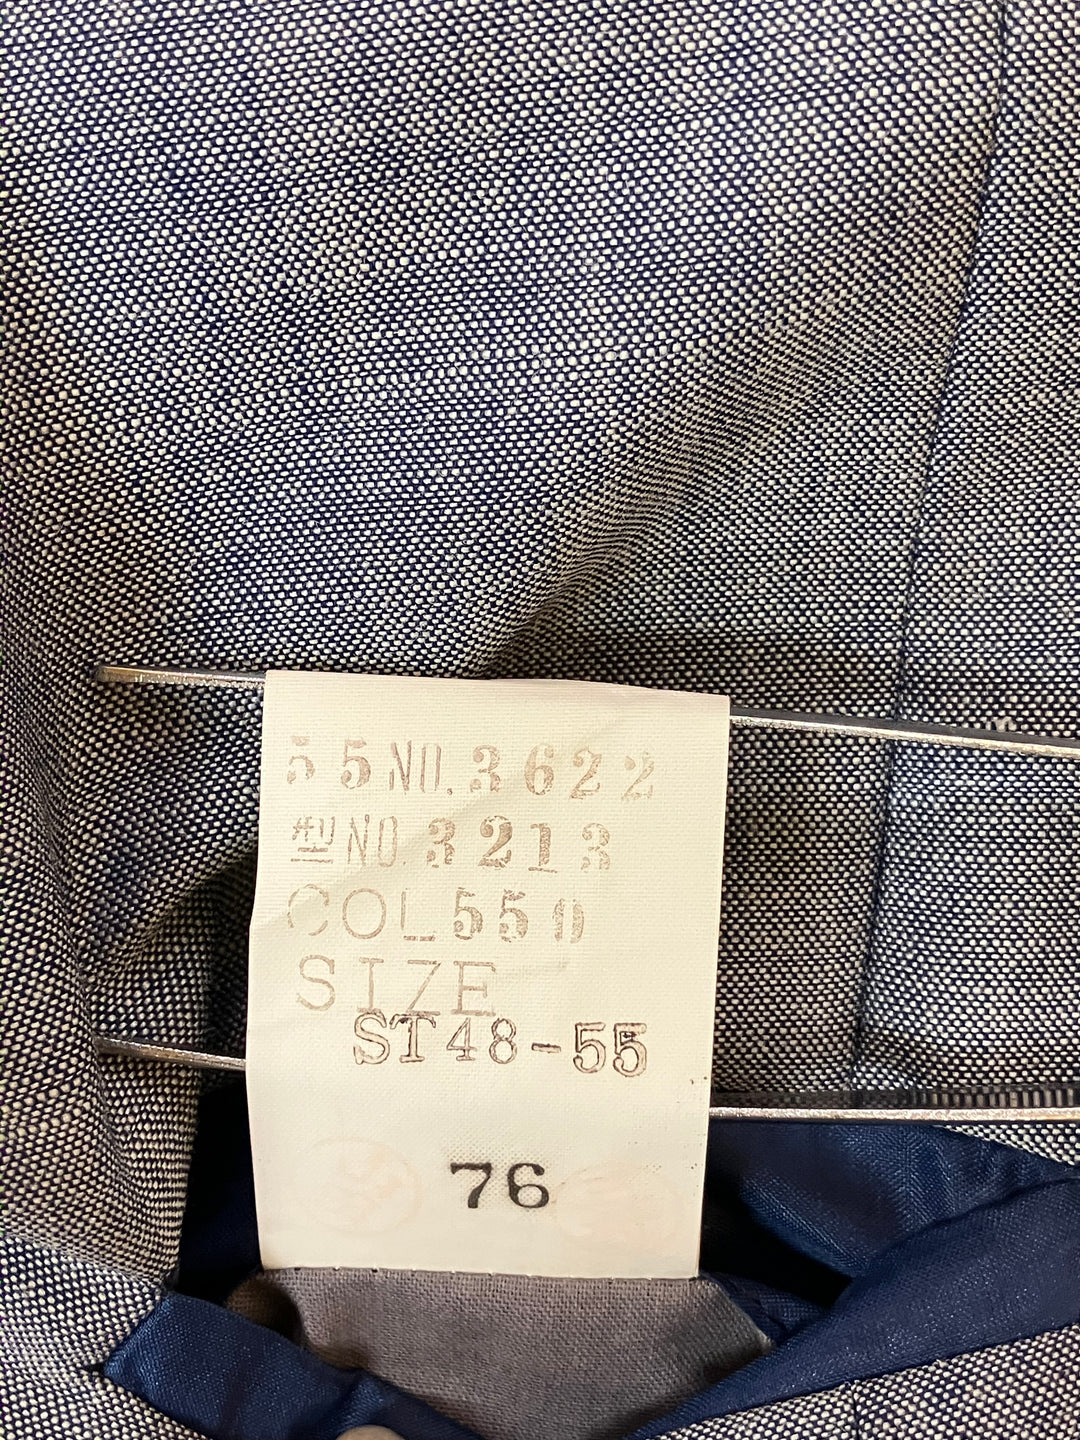 55NO.3622
型NO.3213
COL550
SIZE
ST48-55
76